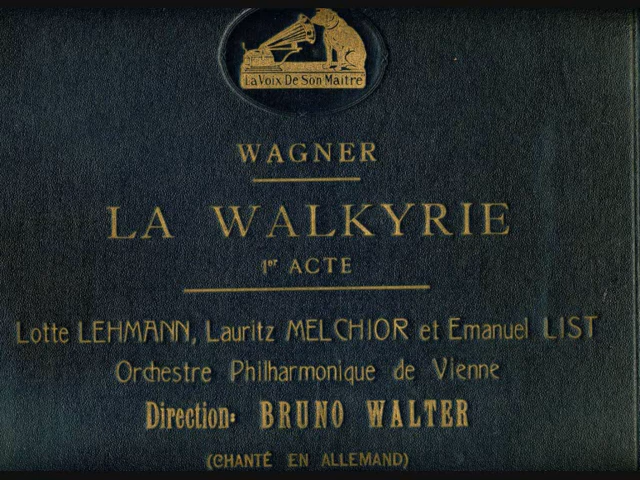 La Voix De Son Maître
WAGNER
LA WALKYRIE
1er ACTE
Lotte LEHMANN, Lauritz MELCHIOR et Emanuel LIST
Orchestre Philharmonique de Vienne
Direction: BRUNO WALTER
(CHANTÉ EN ALLEMAND)